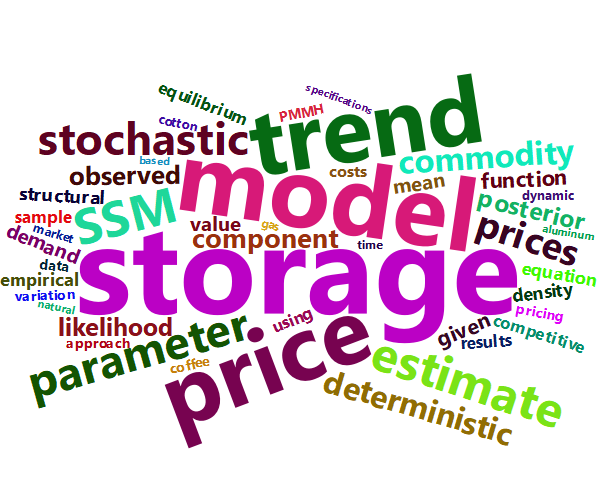 specifications
equilibrium
PMMH
trend
cotton
stochastic
based
commodity
observed
costs
mean
function
model
structural
SSM
dynamic
posterior
sample
value
gas
prices
aluminum
market
demand
component
time
data
storage
equation
empirical
density
variation
natural
pricing
likelihood
using
given
competitive
approach
results
parameter
price
coffee
estimate
deterministic